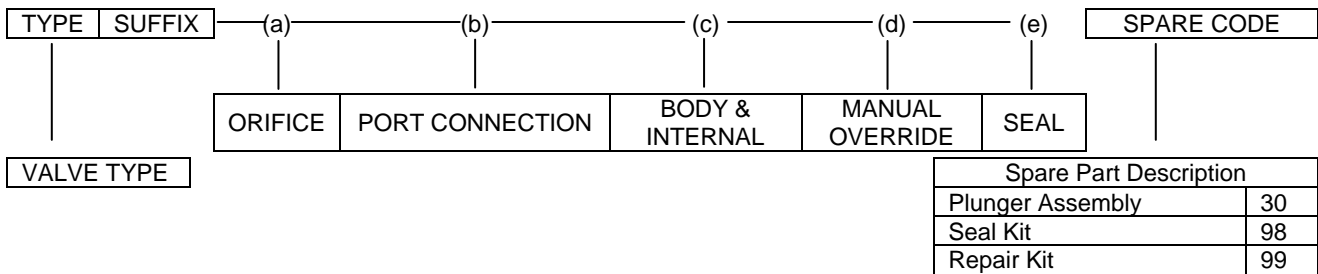 TYPE SUFFIX (a) (b) (c) (d) (e) SPARE CODE
ORIFICE PORT CONNECTION BODY & INTERNAL MANUAL OVERRIDE SEAL
VALVE TYPE
Spare Part Description
Plunger Assembly 30
Seal Kit 98
Repair Kit 99